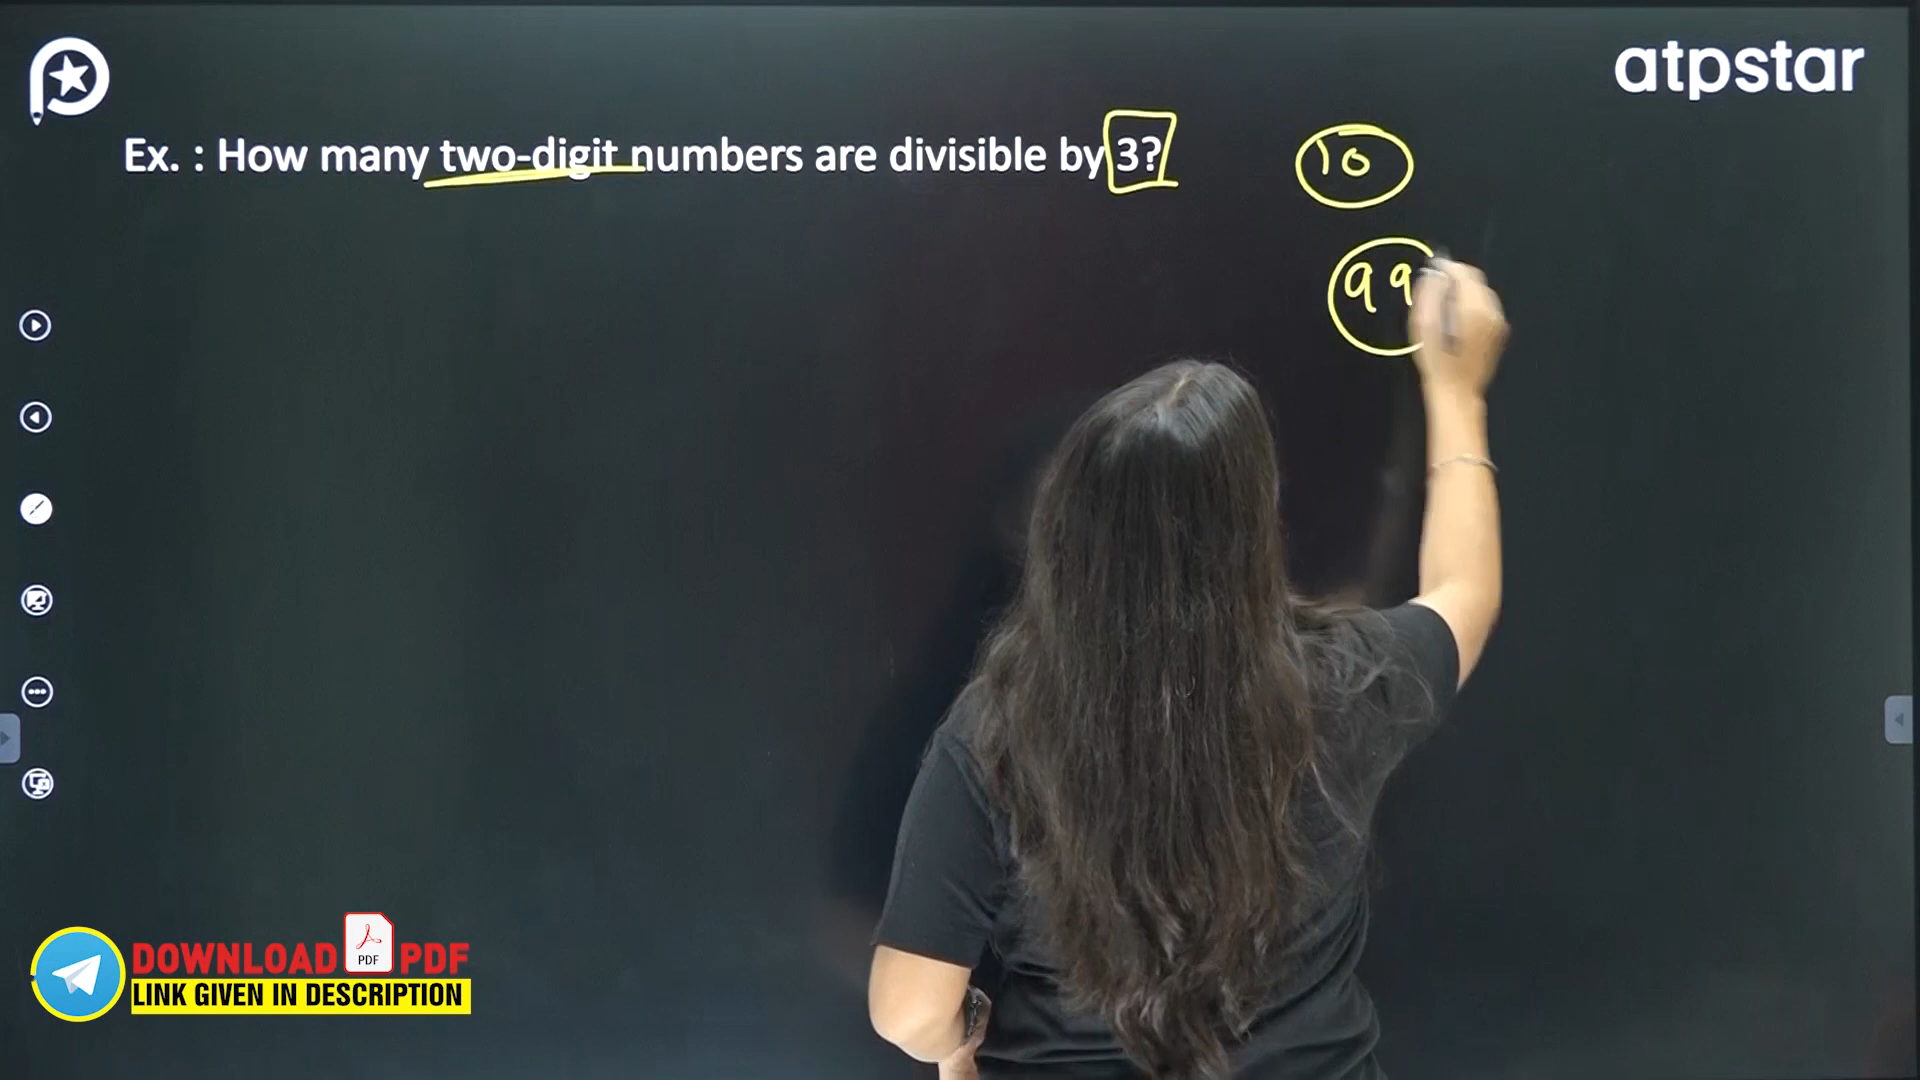 atpstar
Ex. : How many two-digit numbers are divisible by 3?
10
99
DOWNLOAD PDF PDF
LINK GIVEN IN DESCRIPTION